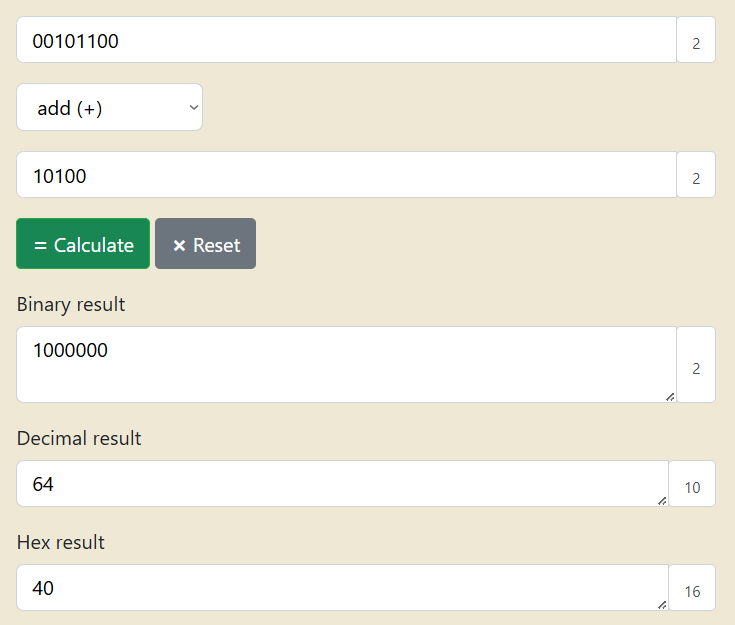 00101100 2
add (+)
10100 2
= Calculate × Reset
Binary result
1000000 2
Decimal result
64 10
Hex result
40 16